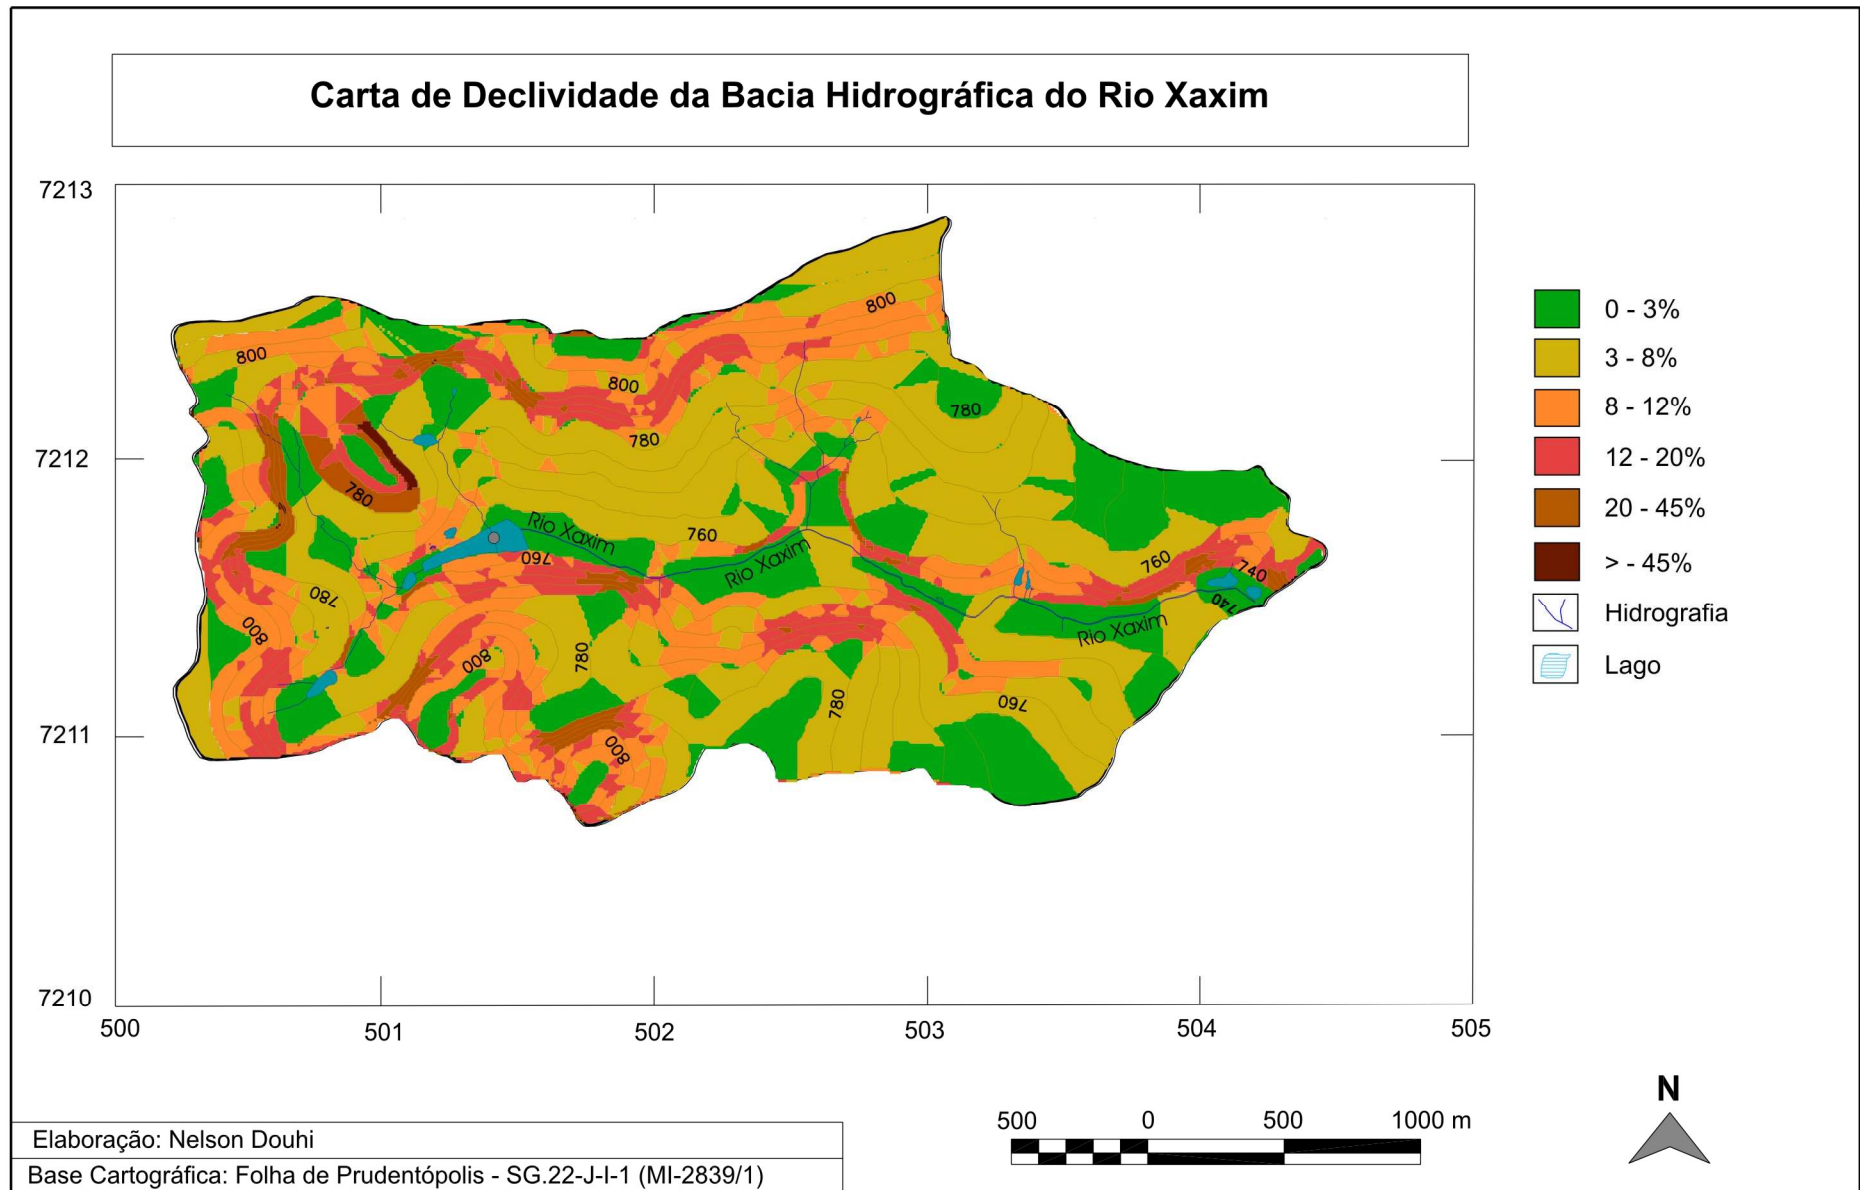 Carta de Declividade da Bacia Hidrográfica do Rio Xaxim
7213
7212
7211
7210
500
501
502
503
504
505
800
800
800
780
780
780
760
Rio Xaxim
760
Rio Xaxim
760
740
740
Rio Xaxim
780
800
800
780
780
760
800
0 - 3%
3 - 8%
8 - 12%
12 - 20%
20 - 45%
> - 45%
Hidrografia
Lago
N
500 0 500 1000 m
Elaboração: Nelson Douhi
Base Cartográfica: Folha de Prudentópolis - SG.22-J-I-1 (MI-2839/1)